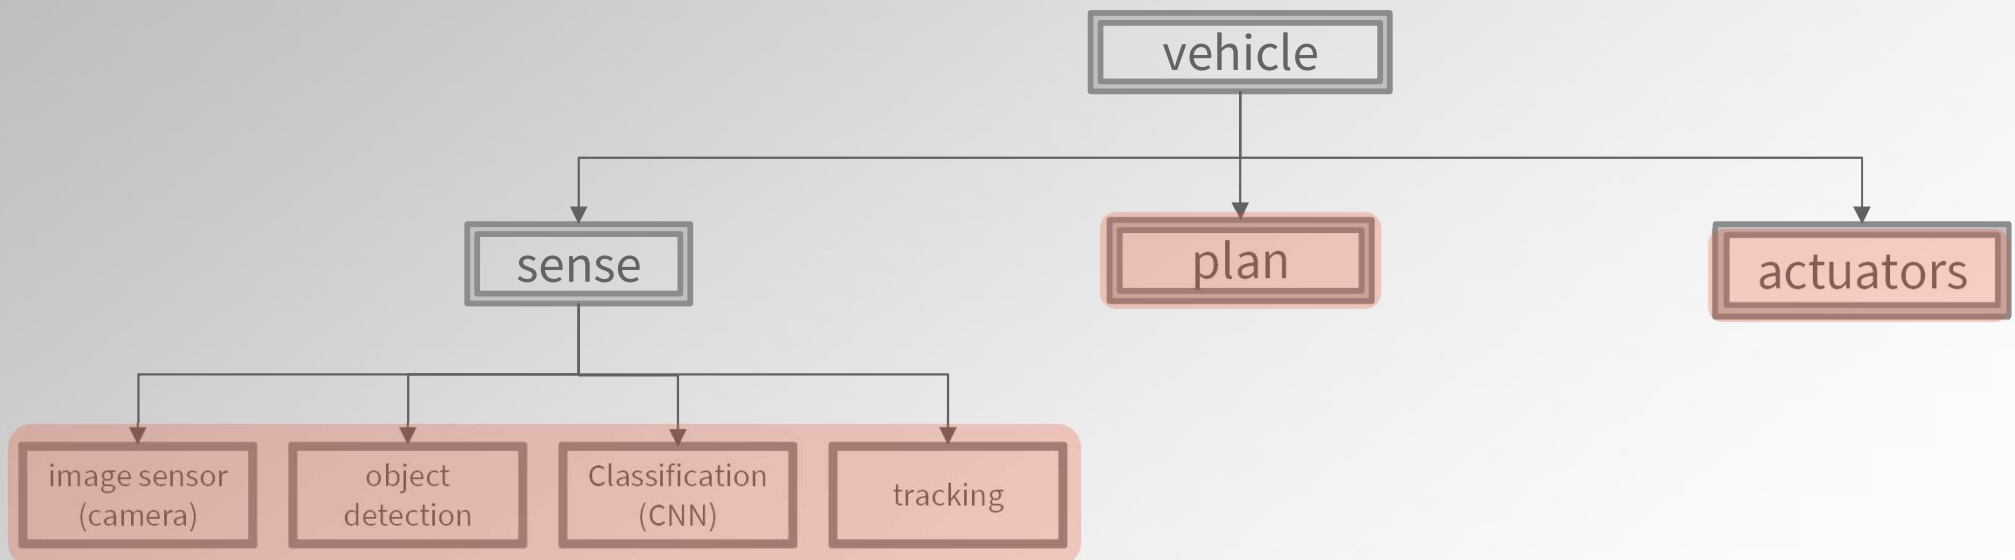 vehicle
sense
plan
actuators
image sensor
(camera)
object
detection
Classification
(CNN)
tracking